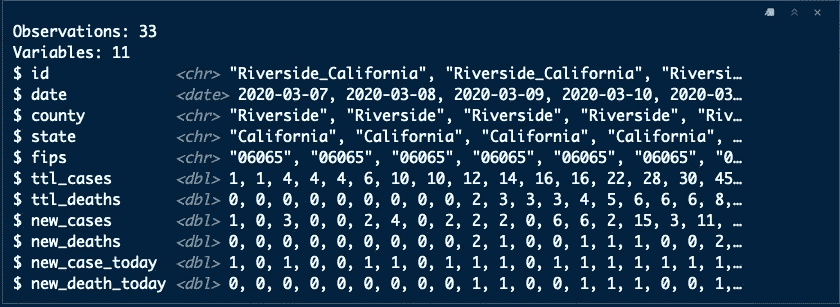 Observations: 33
Variables: 11
$ id <chr> "Riverside_California", "Riverside_California", "Riversi…
$ date <date> 2020-03-07, 2020-03-08, 2020-03-09, 2020-03-10, 2020-03…
$ county <chr> "Riverside", "Riverside", "Riverside", "Riverside", "Riv…
$ state <chr> "California", "California", "California", "California", …
$ fips <chr> "06065", "06065", "06065", "06065", "06065", "06065", "0…
$ ttl_cases <dbl> 1, 1, 4, 4, 4, 6, 10, 10, 12, 14, 16, 16, 22, 28, 30, 45…
$ ttl_deaths <dbl> 0, 0, 0, 0, 0, 0, 0, 0, 0, 2, 3, 3, 3, 4, 5, 6, 6, 6, 8,…
$ new_cases <dbl> 1, 0, 3, 0, 0, 2, 4, 0, 2, 2, 2, 0, 6, 6, 2, 15, 3, 11, …
$ new_deaths <dbl> 0, 0, 0, 0, 0, 0, 0, 0, 0, 2, 1, 0, 0, 1, 1, 1, 0, 0, 2,…
$ new_case_today <dbl> 1, 0, 1, 0, 0, 1, 1, 0, 1, 1, 1, 0, 1, 1, 1, 1, 1, 1, 1,…
$ new_death_today <dbl> 0, 0, 0, 0, 0, 0, 0, 0, 0, 1, 1, 0, 0, 1, 1, 1, 0, 0, 1,…